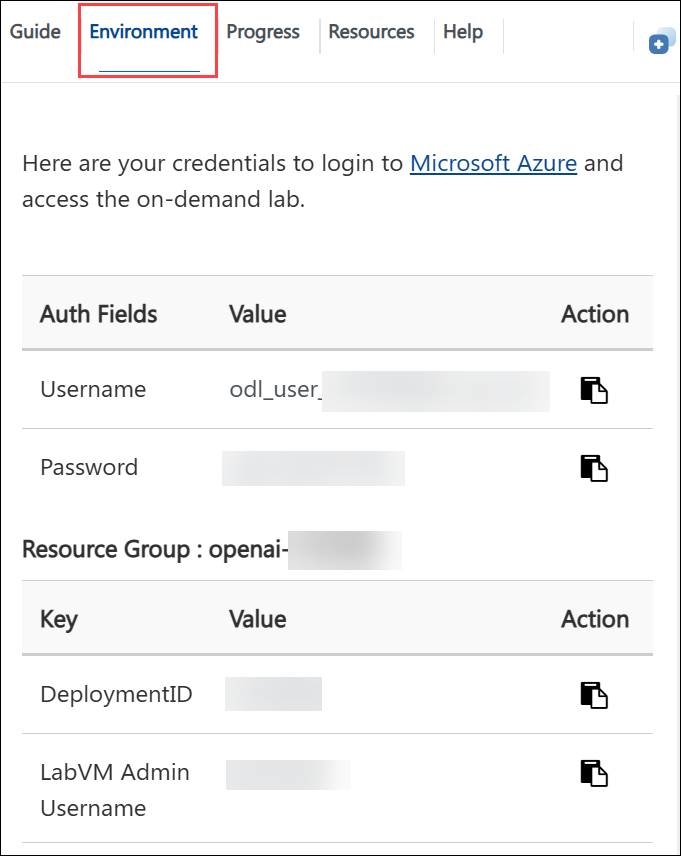 Guide Environment Progress Resources Help
Here are your credentials to login to Microsoft Azure and
access the on-demand lab.
Auth Fields Value Action
Username odl_user_
Password
Resource Group : openai-
Key Value Action
DeploymentID
LabVM Admin
Username